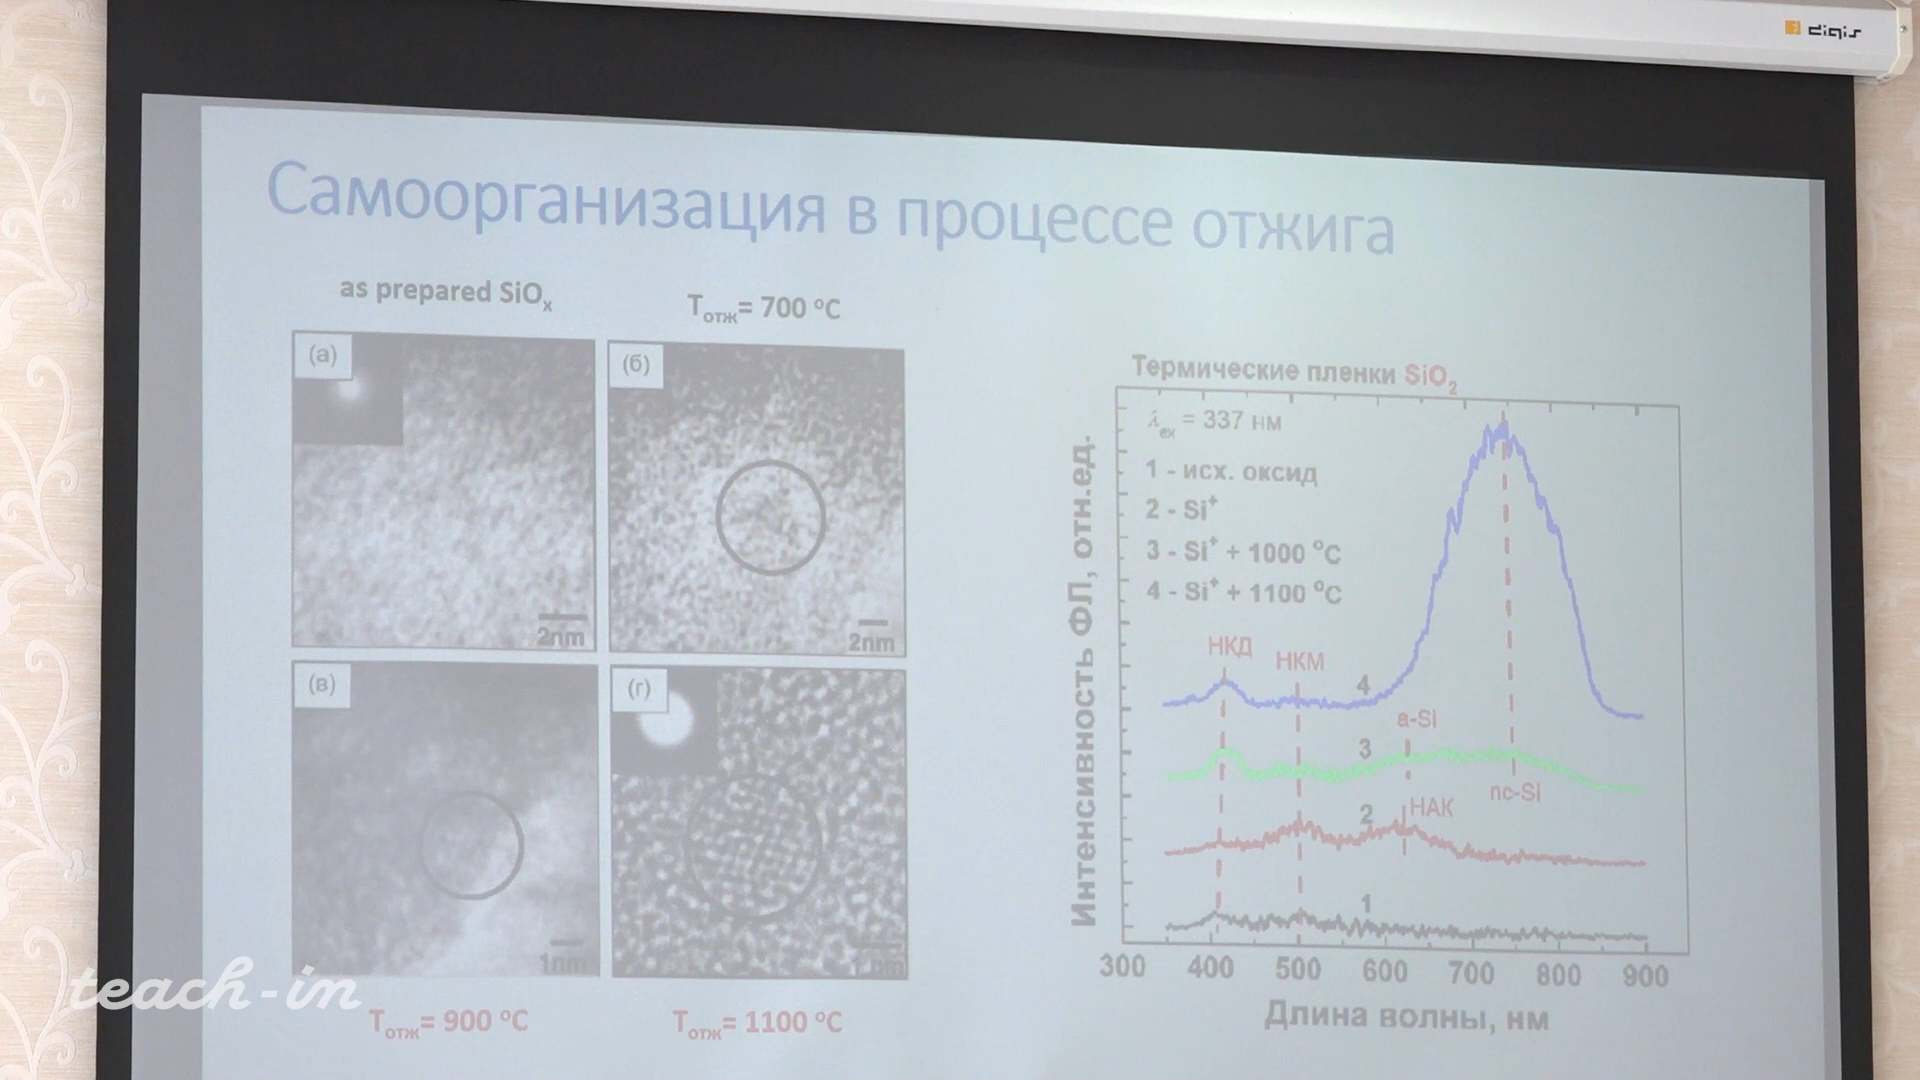 digis
Самоорганизация в процессе отжига
as prepared SiOx
Tотж= 700 °C
(а)
2nm
(б)
2nm
(в)
1nm
(г)
Tотж= 900 °C
Tотж= 1100 °C
Термические пленки SiO2
λex = 337 нм
1 - исх. оксид
2 - Si+
3 - Si+ + 1000 °C
4 - Si+ + 1100 °C
НКД
НКМ
4
a-Si
3
nc-Si
2
НАК
1
Интенсивность ФЛ, отн.ед.
300 400 500 600 700 800 900
Длина волны, нм
teach-in